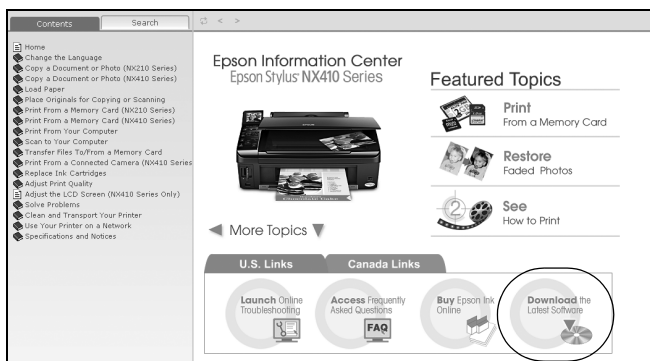 Contents
Search
Home
Change the Language
Copy a Document or Photo (NX210 Series)
Copy a Document or Photo (NX410 Series)
Load Paper
Place Originals for Copying or Scanning
Print From a Memory Card (NX210 Series)
Print From a Memory Card (NX410 Series)
Print From Your Computer
Scan to Your Computer
Transfer Files To/From a Memory Card
Print From a Connected Camera (NX410 Series
Replace Ink Cartridges
Adjust Print Quality
Adjust the LCD Screen (NX410 Series Only)
Solve Problems
Clean and Transport Your Printer
Use Your Printer on a Network
Specifications and Notices
Epson Information Center
Epson Stylus® NX410 Series
More Topics
Featured Topics
Print
From a Memory Card
Restore
Faded Photos
2
See
How to Print
U.S. Links
Canada Links
Launch Online
Troubleshooting
Access Frequently
Asked Questions
FAQ
Buy Epson Ink
Online
Download the
Latest Software